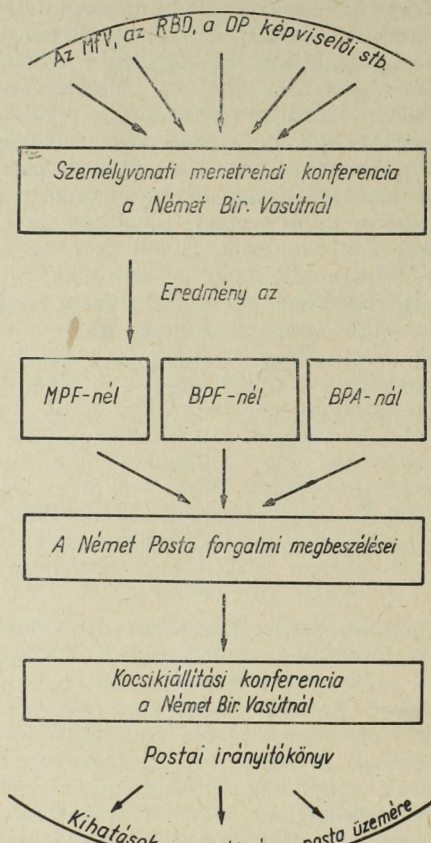 Az MfV, az RBD, a DP képviselői stb.
Személyvonati menetrendi konferencia
a Német Bir. Vasútnál
Eredmény az
MPF-nél BPF-nél BPA-nál
A Német Posta forgalmi megbeszélései
Kocsikiállítási konferencia
a Német Bir. Vasútnál
Postai irányítókönyv
Kihatások posta üzemére